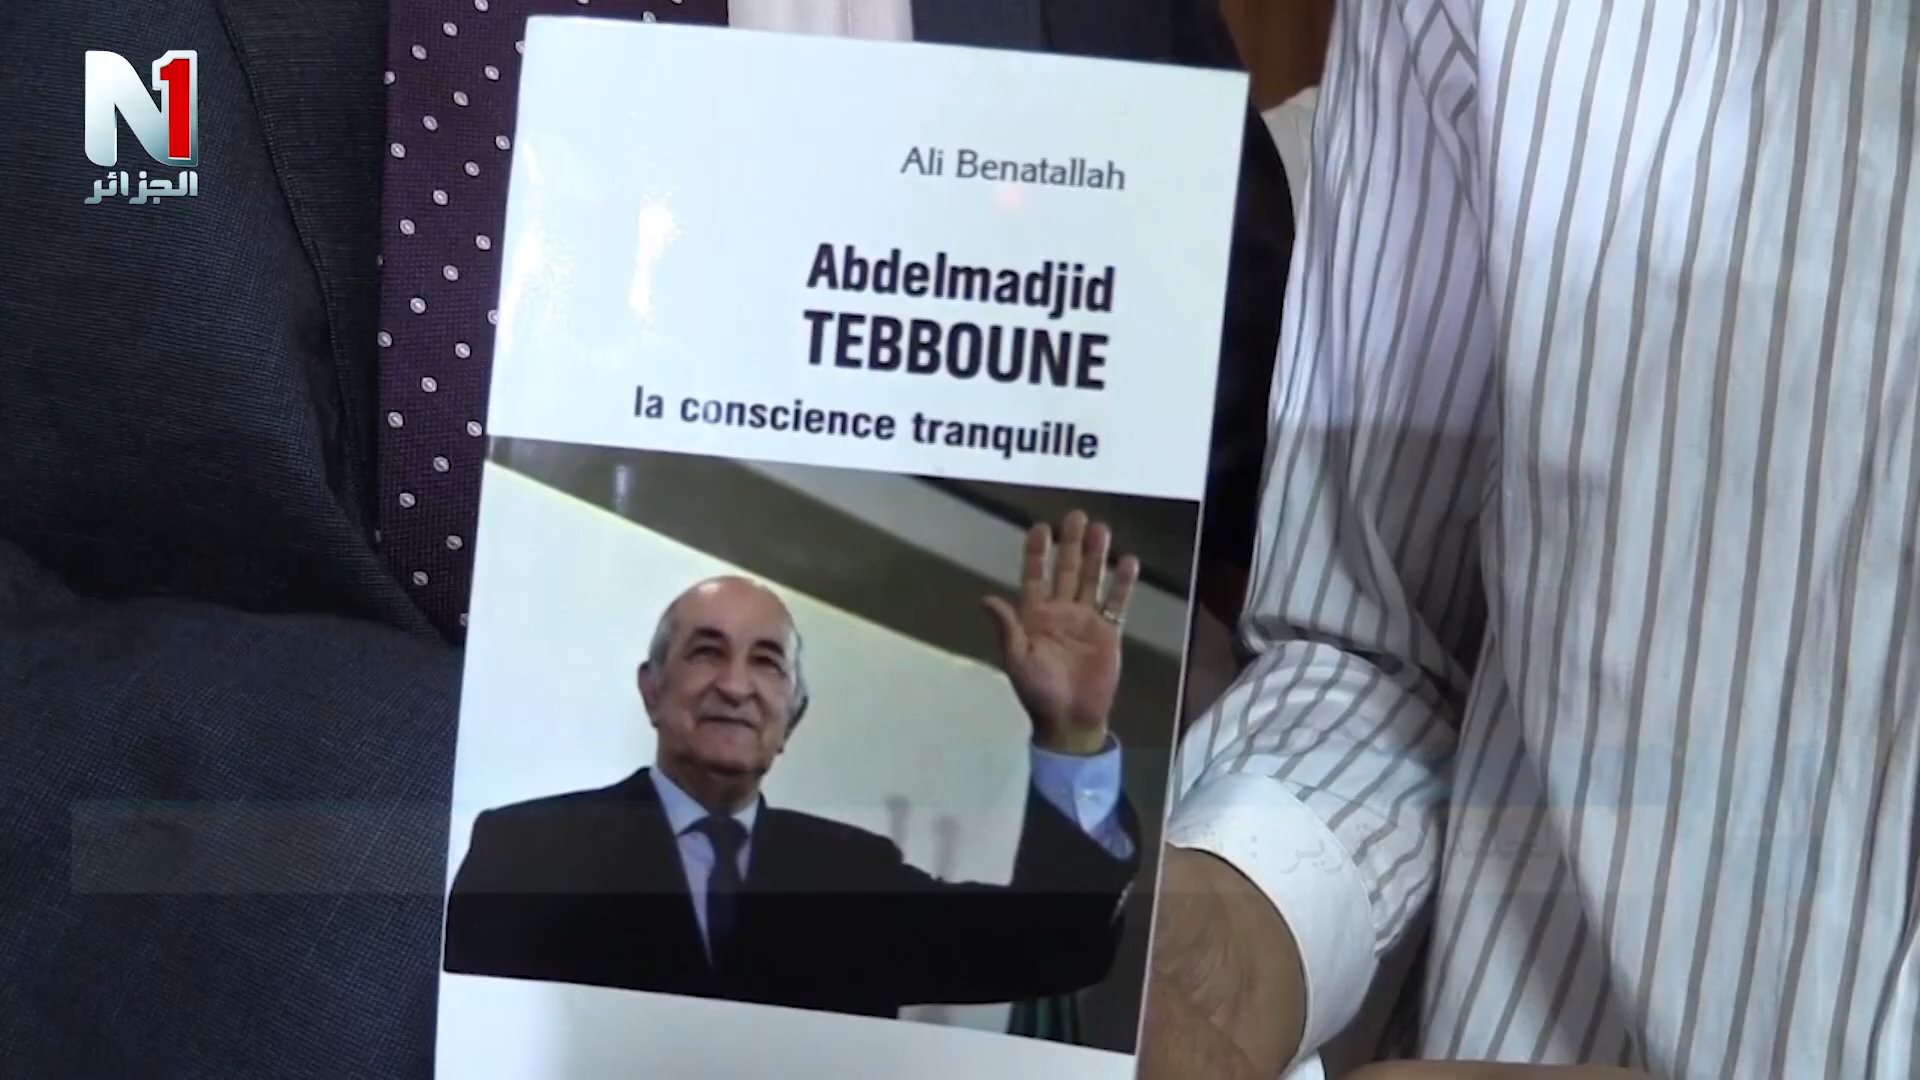 N1
الجزائر
Ali Benatallah
Abdelmadjid
TEBBOUNE
la conscience tranquille